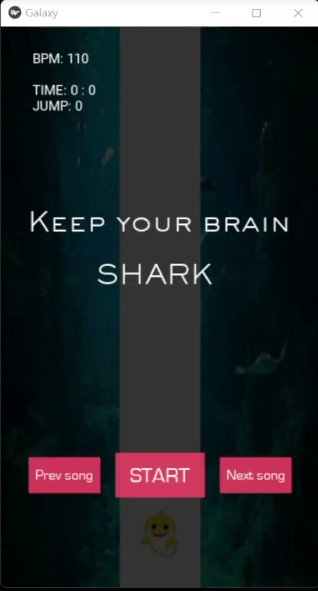 Galaxy
BPM: 110
TIME: 0 : 0
JUMP: 0
KEEP YOUR BRAIN
SHARK
Prev song
START
Next song